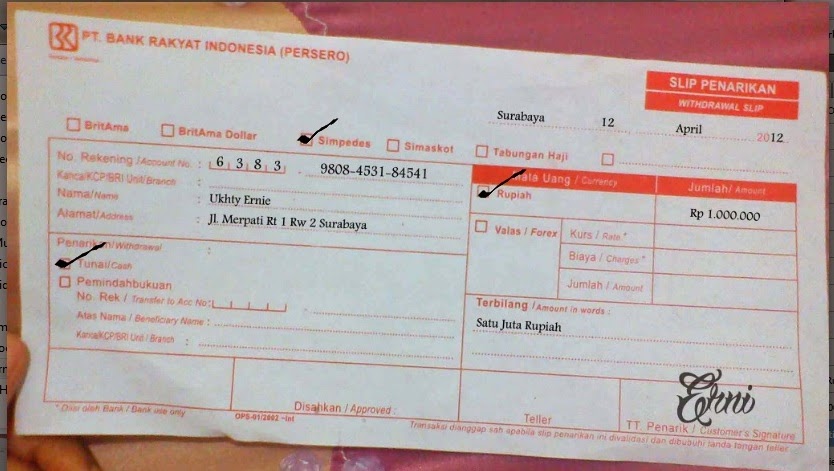 PT. BANK RAKYAT INDONESIA (PERSERO)
SLIP PENARIKAN
WITHDRAWAL SLIP
Surabaya 12 April 2012
BritAma BritAma Dollar Simpedes Simaskot Tabungan Haji
No. Rekening / Account No. : 6 3 8 3 . 9808-4531-84541
Kanca/KCP/BRI Unit/Branch :
Nama/Name : Ukhty Ernie
Alamat/Address : Jl. Merpati Rt 1 Rw 2 Surabaya
Uang / Currency Jumlah / Amount
Rupiah Rp 1.000.000
Valas / Forex Kurs / Rate *
Biaya / Charges *
Jumlah / Amount
Penarikan/Withdrawal :
Tunai/Cash
Pemindahbukuan
No. Rek / Transfer to Acc No:
Atas Nama / Beneficiary Name :
Kanca/KCP/BRI Unit / Branch :
Terbilang / Amount in words :
Satu Juta Rupiah
Erni
* Diisi oleh Bank / Bank use only
OPS-01/2002 -Int
Disahkan / Approved :
Teller
TT. Penarik / Customer's Signature
Transaksi dianggap sah apabila slip penarikan ini divalidasi dan dibubuhi tanda tangan teller